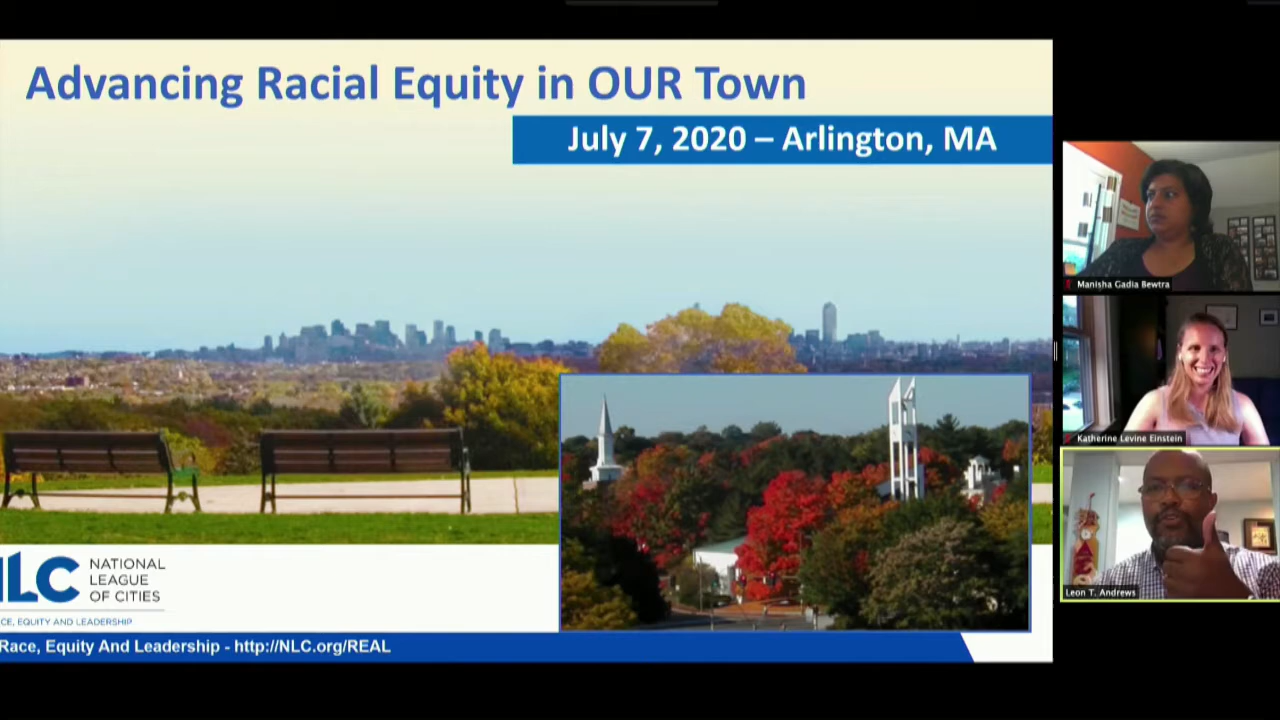 Advancing Racial Equity in OUR Town
July 7, 2020 – Arlington, MA
Manisha Gadia Bewtra
Katherine Levine Einstein
Leon T. Andrews
NLC
NATIONAL
LEAGUE
OF CITIES
CE, EQUITY AND LEADERSHIP
Race, Equity And Leadership - http://NLC.org/REAL